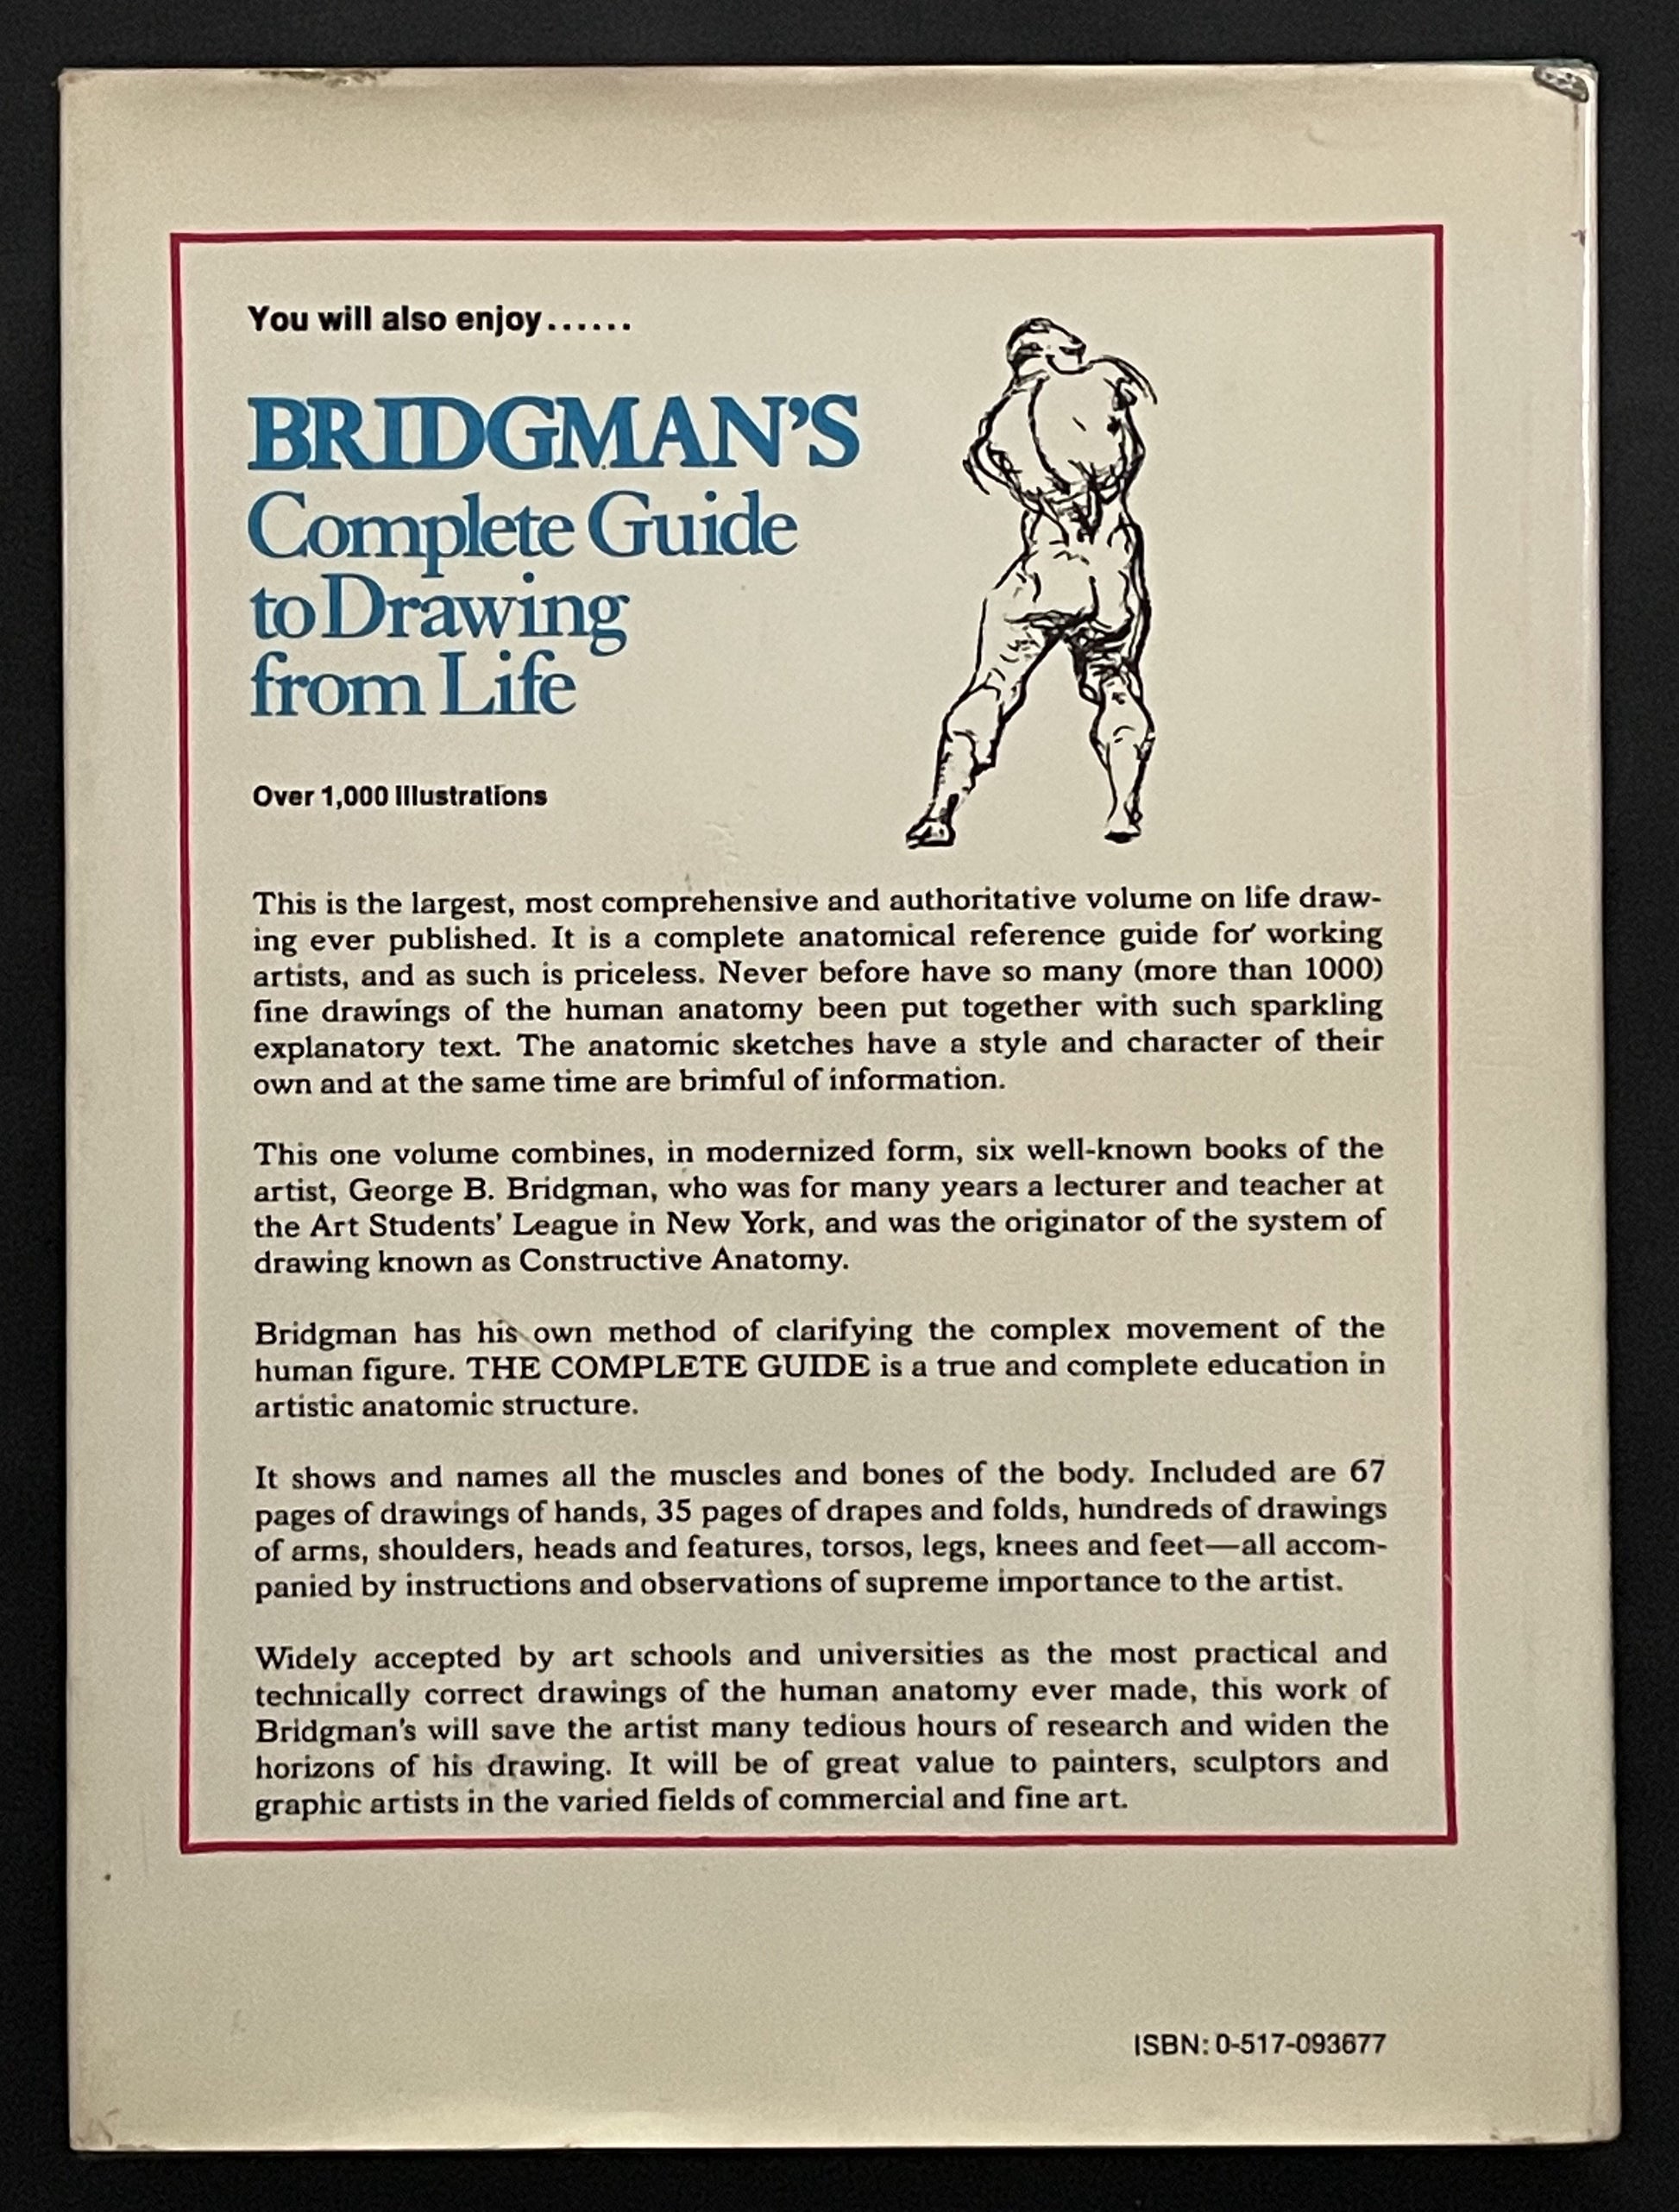 You will also enjoy......
BRIDGMAN'S
Complete Guide
to Drawing
from Life
Over 1,000 Illustrations
This is the largest, most comprehensive and authoritative volume on life draw-
ing ever published. It is a complete anatomical reference guide for working
artists, and as such is priceless. Never before have so many (more than 1000)
fine drawings of the human anatomy been put together with such sparkling
explanatory text. The anatomic sketches have a style and character of their
own and at the same time are brimful of information.
This one volume combines, in modernized form, six well-known books of the
artist, George B. Bridgman, who was for many years a lecturer and teacher at
the Art Students' League in New York, and was the originator of the system of
drawing known as Constructive Anatomy.
Bridgman has his own method of clarifying the complex movement of the
human figure. THE COMPLETE GUIDE is a true and complete education in
artistic anatomic structure.
It shows and names all the muscles and bones of the body. Included are 67
pages of drawings of hands, 35 pages of drapes and folds, hundreds of drawings
of arms, shoulders, heads and features, torsos, legs, knees and feet—all accom-
panied by instructions and observations of supreme importance to the artist.
Widely accepted by art schools and universities as the most practical and
technically correct drawings of the human anatomy ever made, this work of
Bridgman's will save the artist many tedious hours of research and widen the
horizons of his drawing. It will be of great value to painters, sculptors and
graphic artists in the varied fields of commercial and fine art.
ISBN: 0-517-093677